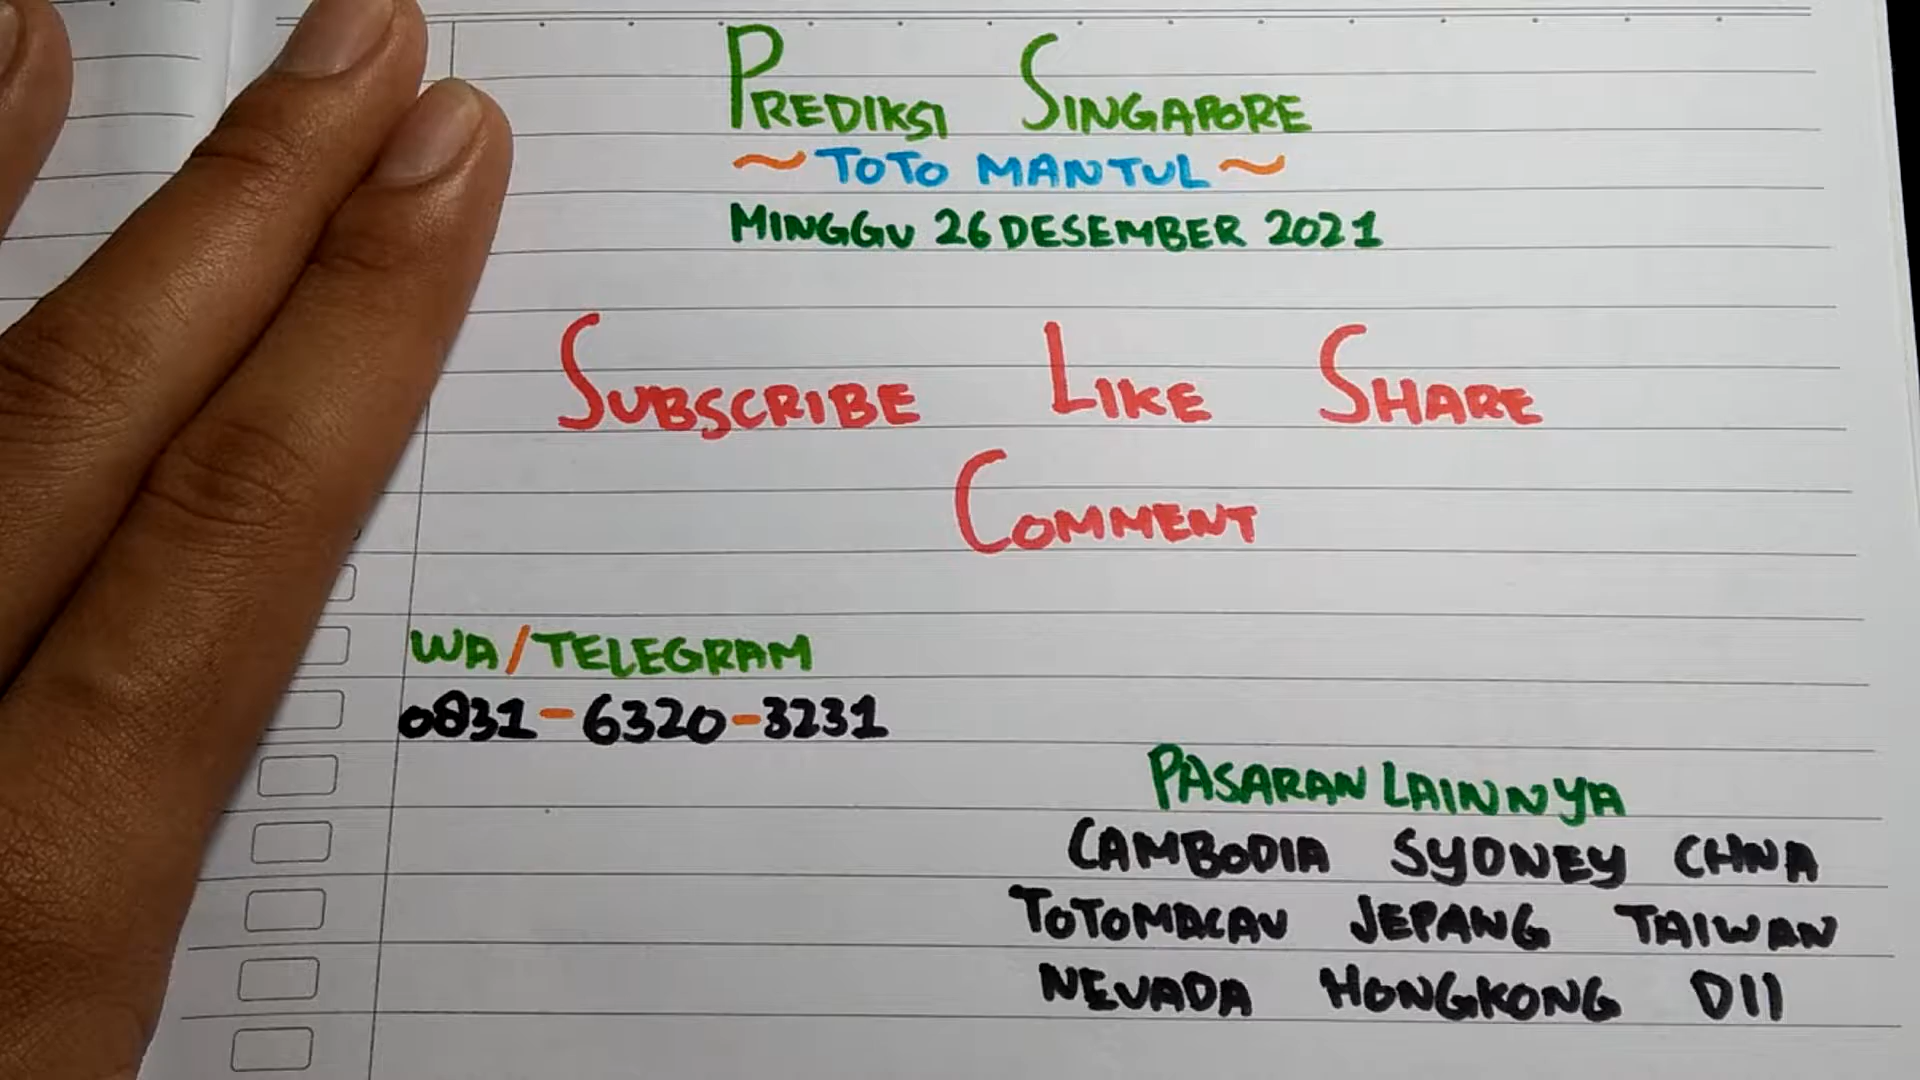 PREDIKSI SINGAPORE
~ TOTO MANTUL ~
MINGGU 26 DESEMBER 2021
SUBSCRIBE LIKE SHARE
COMMENT
WA/TELEGRAM
0831-6320-3231
PASARAN LAINNYA
CAMBODIA SYDNEY CHNA
TOTOMACAU JEPANG TAIWAN
NEVADA HONGKONG Dll